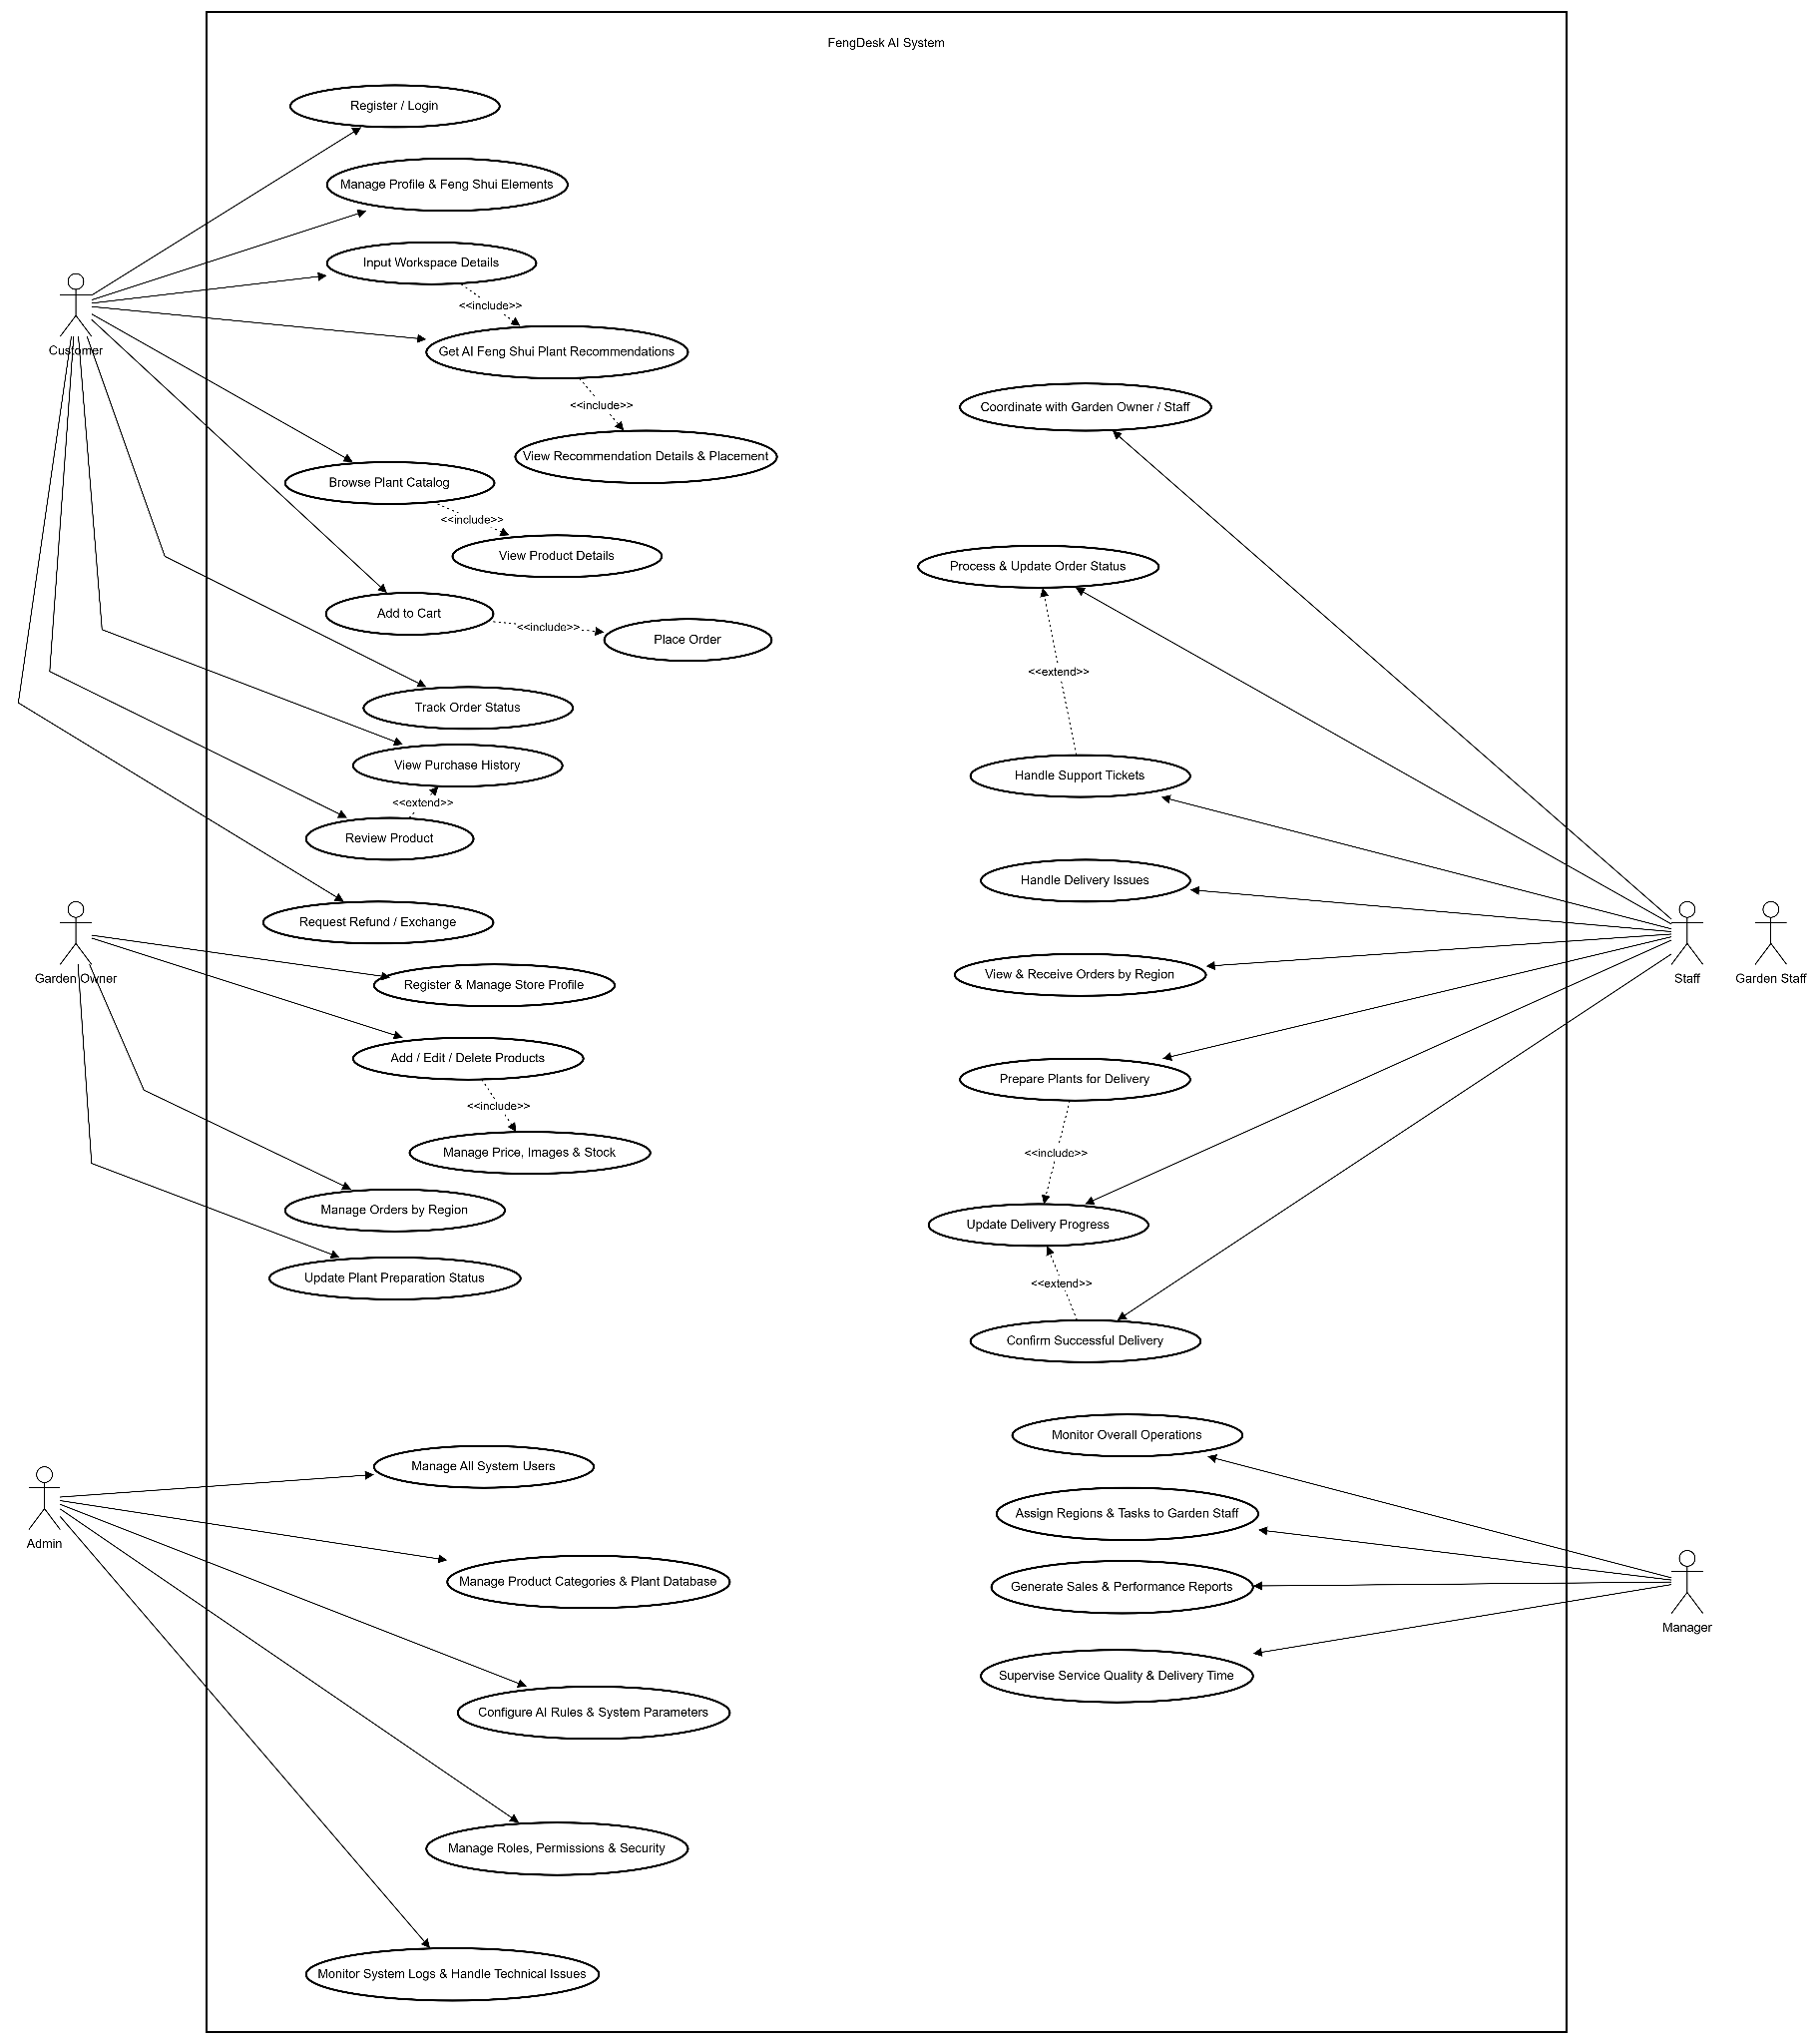 FengDesk AI System
Register / Login
Manage Profile & Feng Shui Elements
Input Workspace Details
<<include>>
Customer
Get AI Feng Shui Plant Recommendations
<<include>>
Coordinate with Garden Owner / Staff
View Recommendation Details & Placement
Browse Plant Catalog
<<include>>
View Product Details
Process & Update Order Status
Add to Cart
<<include>>
Place Order
<<extend>>
Track Order Status
View Purchase History
Handle Support Tickets
<<extend>>
Review Product
Handle Delivery Issues
Request Refund / Exchange
View & Receive Orders by Region
Garden Owner
Staff
Garden Staff
Register & Manage Store Profile
Add / Edit / Delete Products
Prepare Plants for Delivery
<<include>>
Manage Price, Images & Stock
<<include>>
Manage Orders by Region
Update Delivery Progress
Update Plant Preparation Status
<<extend>>
Confirm Successful Delivery
Monitor Overall Operations
Manage All System Users
Assign Regions & Tasks to Garden Staff
Admin
Manage Product Categories & Plant Database
Generate Sales & Performance Reports
Manager
Supervise Service Quality & Delivery Time
Configure AI Rules & System Parameters
Manage Roles, Permissions & Security
Monitor System Logs & Handle Technical Issues